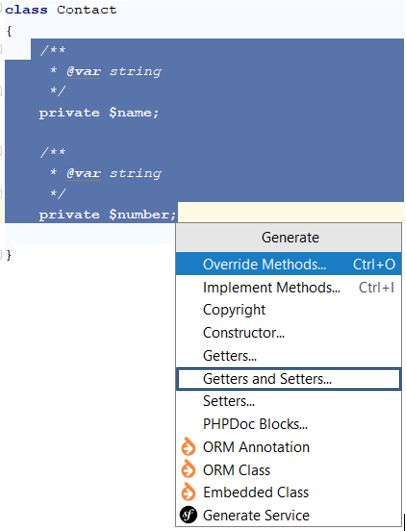 class Contact
{
/**
* @var string
*/
private $name;
/**
* @var string
*/
private $number;
}
Generate
Override Methods... Ctrl+O
Implement Methods... Ctrl+I
Copyright
Constructor...
Getters...
Getters and Setters...
Setters...
PHPDoc Blocks...
ORM Annotation
ORM Class
Embedded Class
sf Generate Service